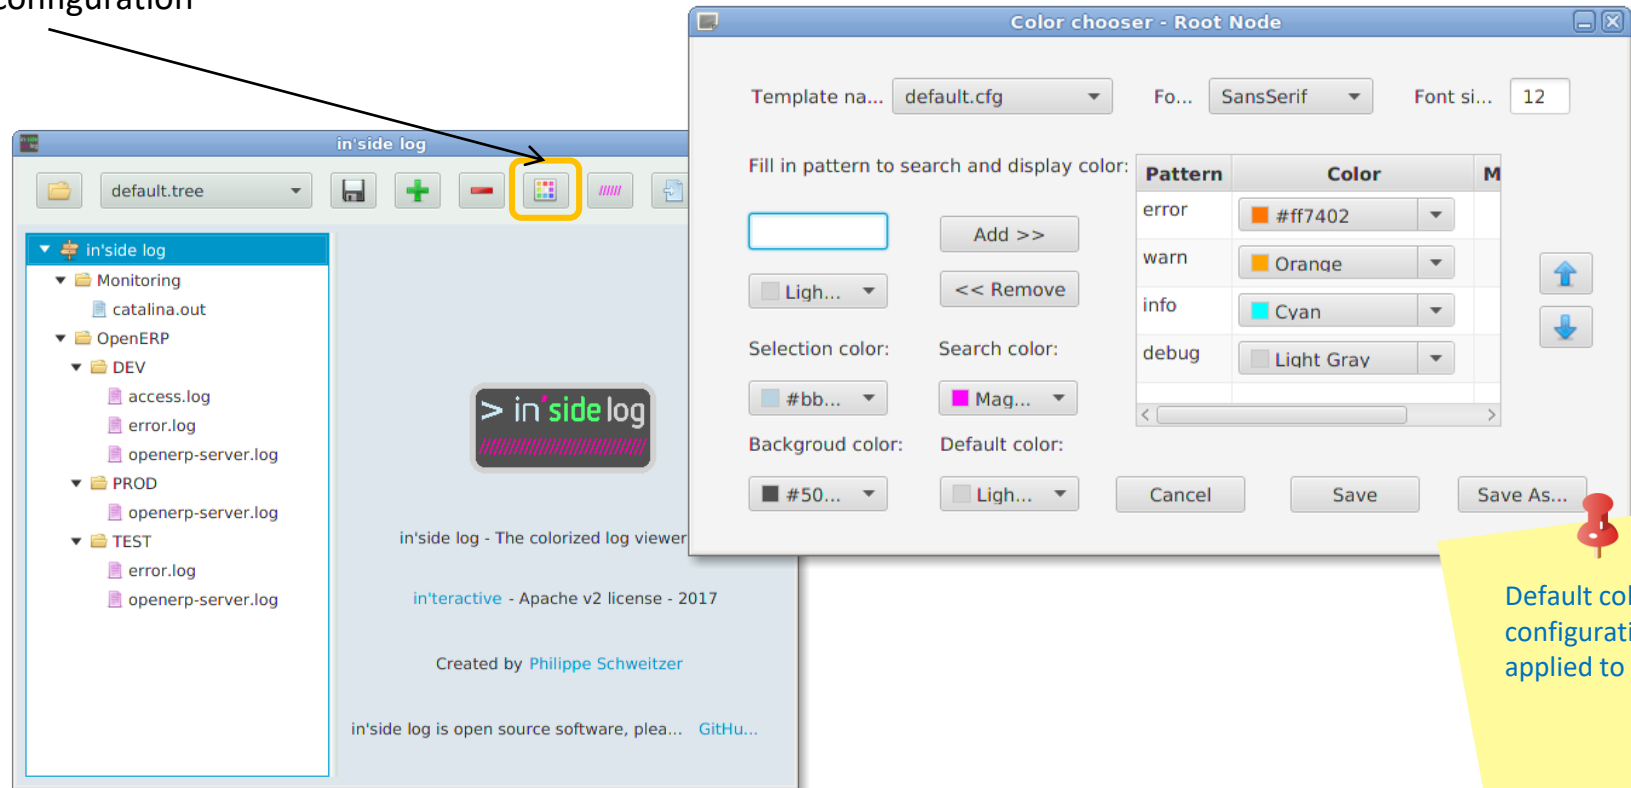 configuration
Color chooser - Root Node
Template na... default.cfg Fo... SansSerif Font si... 12
Fill in pattern to search and display color:
Pattern Color M
error #ff7402
Add >>
warn Orange
Ligh... << Remove
info Cyan
Selection color: Search color:
debug Light Gray
#bb... Mag...
Backgroud color: Default color:
#50... Ligh... Cancel Save Save As...
in'side log
default.tree
in'side log
Monitoring
catalina.out
OpenERP
DEV
access.log
error.log
openerp-server.log
PROD
openerp-server.log
TEST
error.log
openerp-server.log
> in'side log
in'side log - The colorized log viewer
in'teractive - Apache v2 license - 2017
Created by Philippe Schweitzer
in'side log is open source software, plea... GitHu...
Default col
configurati
applied to